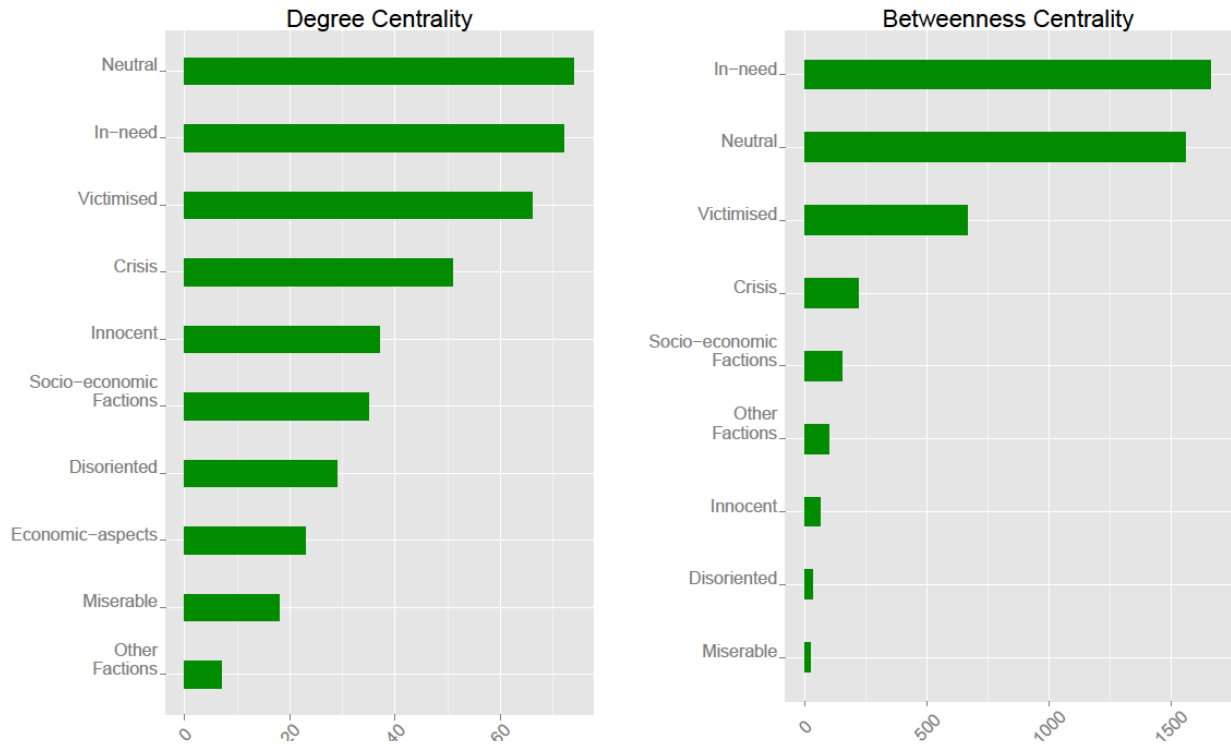 Degree Centrality
Neutral
In−need
Victimised
Crisis
Innocent
Socio−economic
Factions
Disoriented
Economic−aspects
Miserable
Other
Factions
0
20
40
60
Betweenness Centrality
In−need
Neutral
Victimised
Crisis
Socio−economic
Factions
Other
Factions
Innocent
Disoriented
Miserable
0
500
1000
1500